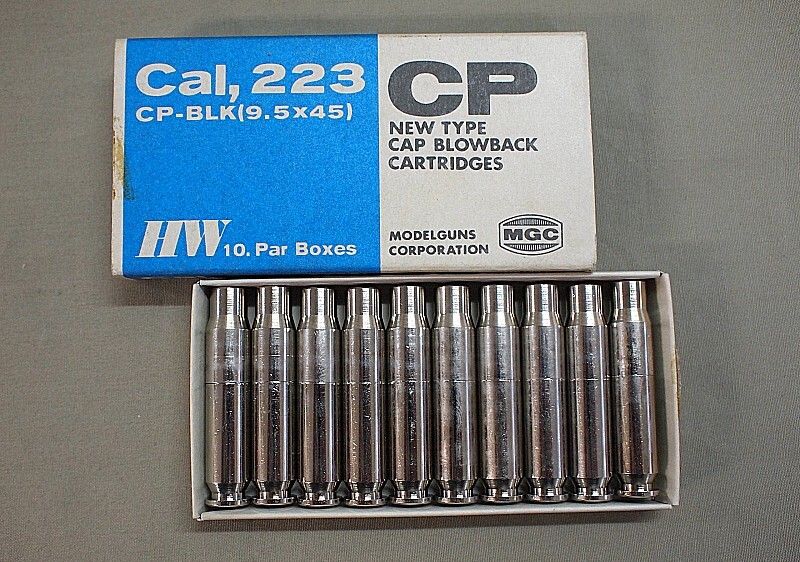 Cal, 223
CP-BLK(9.5x45)
HW 10. Par Boxes
CP
NEW TYPE
CAP BLOWBACK
CARTRIDGES
MODELGUNS
CORPORATION
MGC